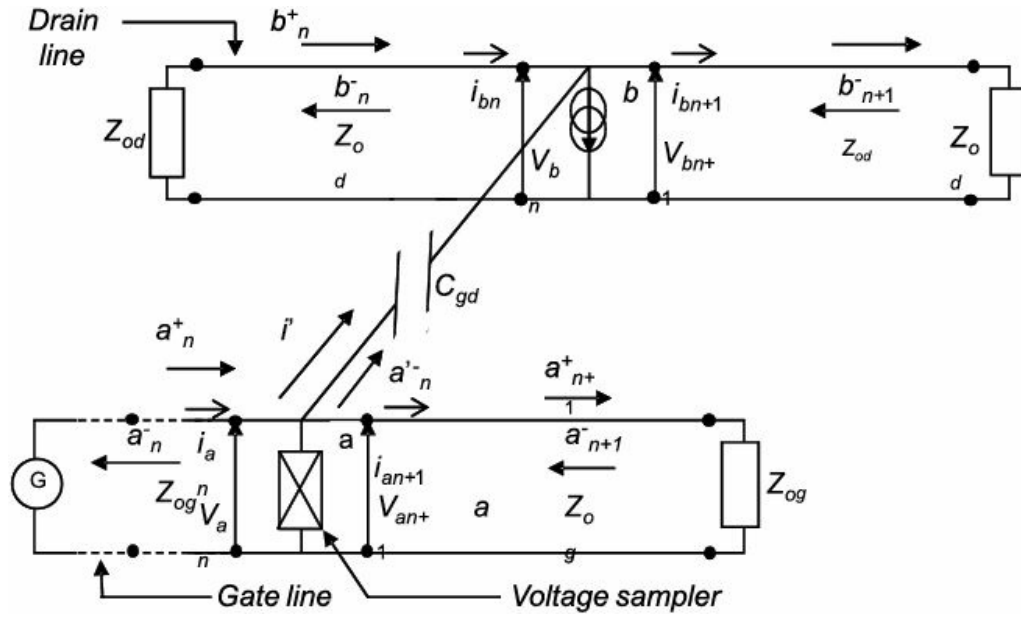 Drain
line
b⁺n
b⁻n
ibn
b
ibn+1
b⁻n+1
Zod
Zo
d
Vb
n
Vbn+
1
Zod
Zo
d
Cgd
a⁺n
i'
a'⁻n
a⁺n+
1
a⁻n
ia
n
a
a⁻n+1
G
Zog
Va
n
ian+1
Van+
1
a
Zo
g
Zog
Gate line
Voltage sampler